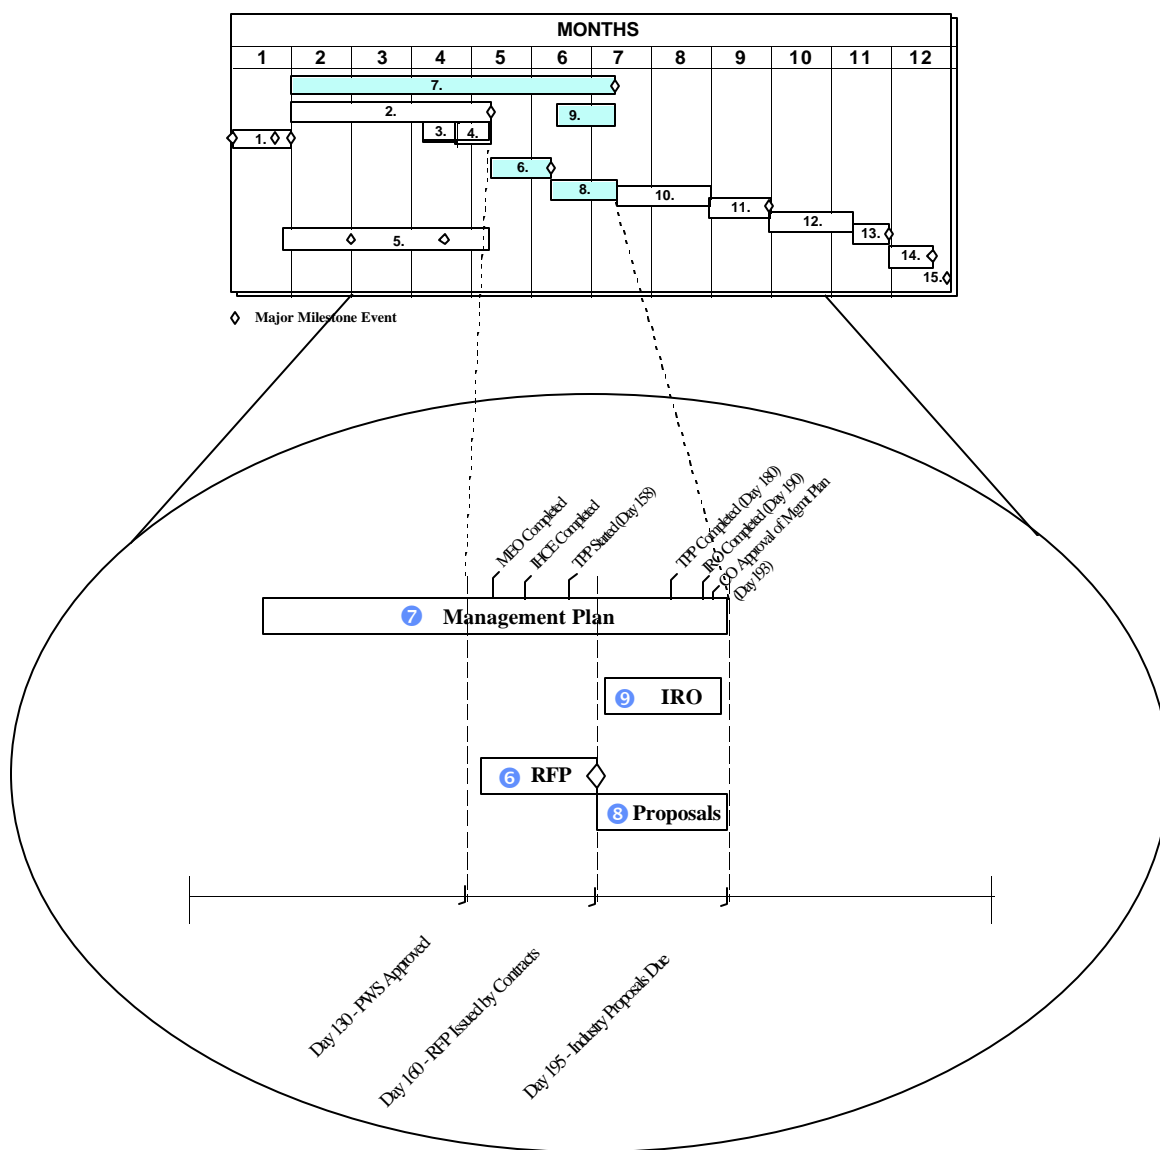 MONTHS
1 2 3 4 5 6 7 8 9 10 11 12
7.
2.
9.
3. 4.
1.
6.
8.
10.
11.
12.
13.
5.
14.
15.
Major Milestone Event
MEO Completed
IHCE Completed
TPP Started (Day 158)
TPP Completed (Day 180)
IRO Completed (Day 190)
CO Approval of Mgmt Plan
(Day 193)
7 Management Plan
9 IRO
6 RFP
8 Proposals
Day 130 - PWS Approved
Day 160 - RFP Issued by Contracts
Day 195 - Industry Proposals Due